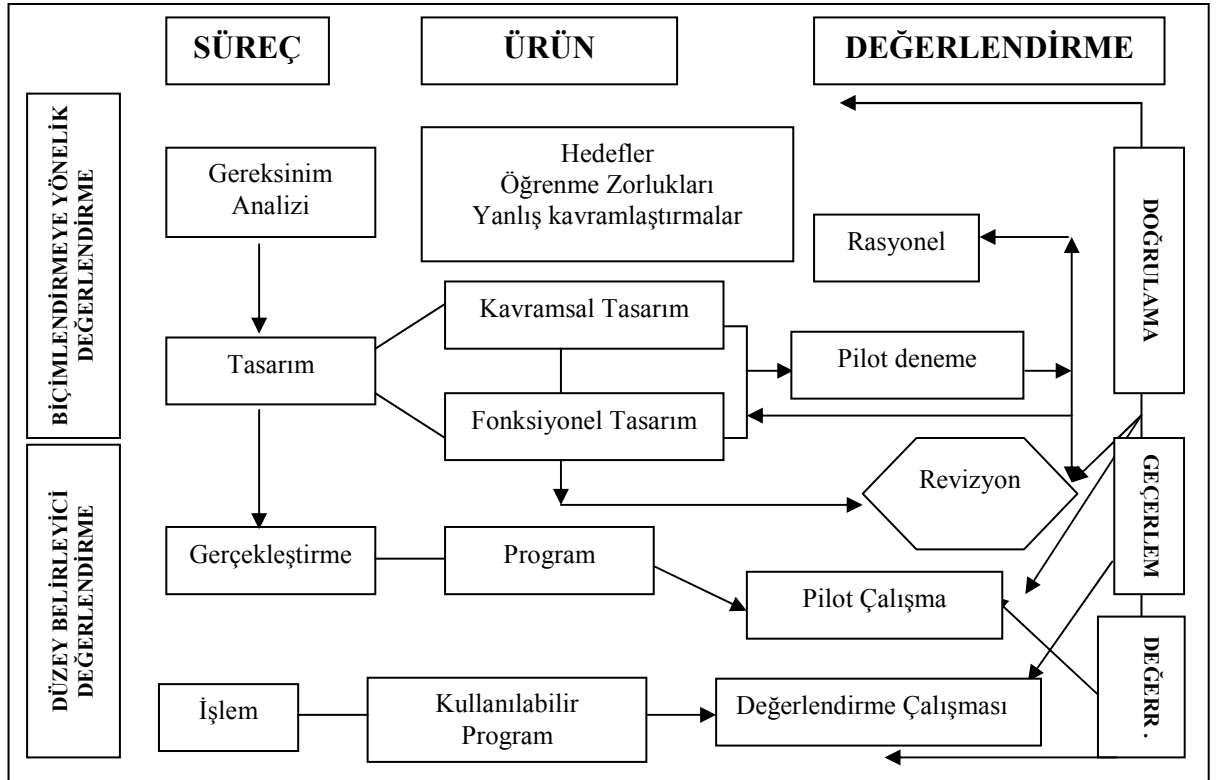 SÜREÇ
ÜRÜN
DEĞERLENDİRME
BİÇİMLENDİRMEYE YÖNELİK
DEĞERLENDİRME
Gereksinim
Analizi
Hedefler
Öğrenme Zorlukları
Yanlış kavramlaştırmalar
Rasyonel
DOĞRULAMA
Tasarım
Kavramsal Tasarım
Pilot deneme
Fonksiyonel Tasarım
Revizyon
GEÇERLEM
DÜZEY BELİRLEYİCİ
DEĞERLENDİRME
Gerçekleştirme
Program
Pilot Çalışma
DEĞERR .
İşlem
Kullanılabilir
Program
Değerlendirme Çalışması